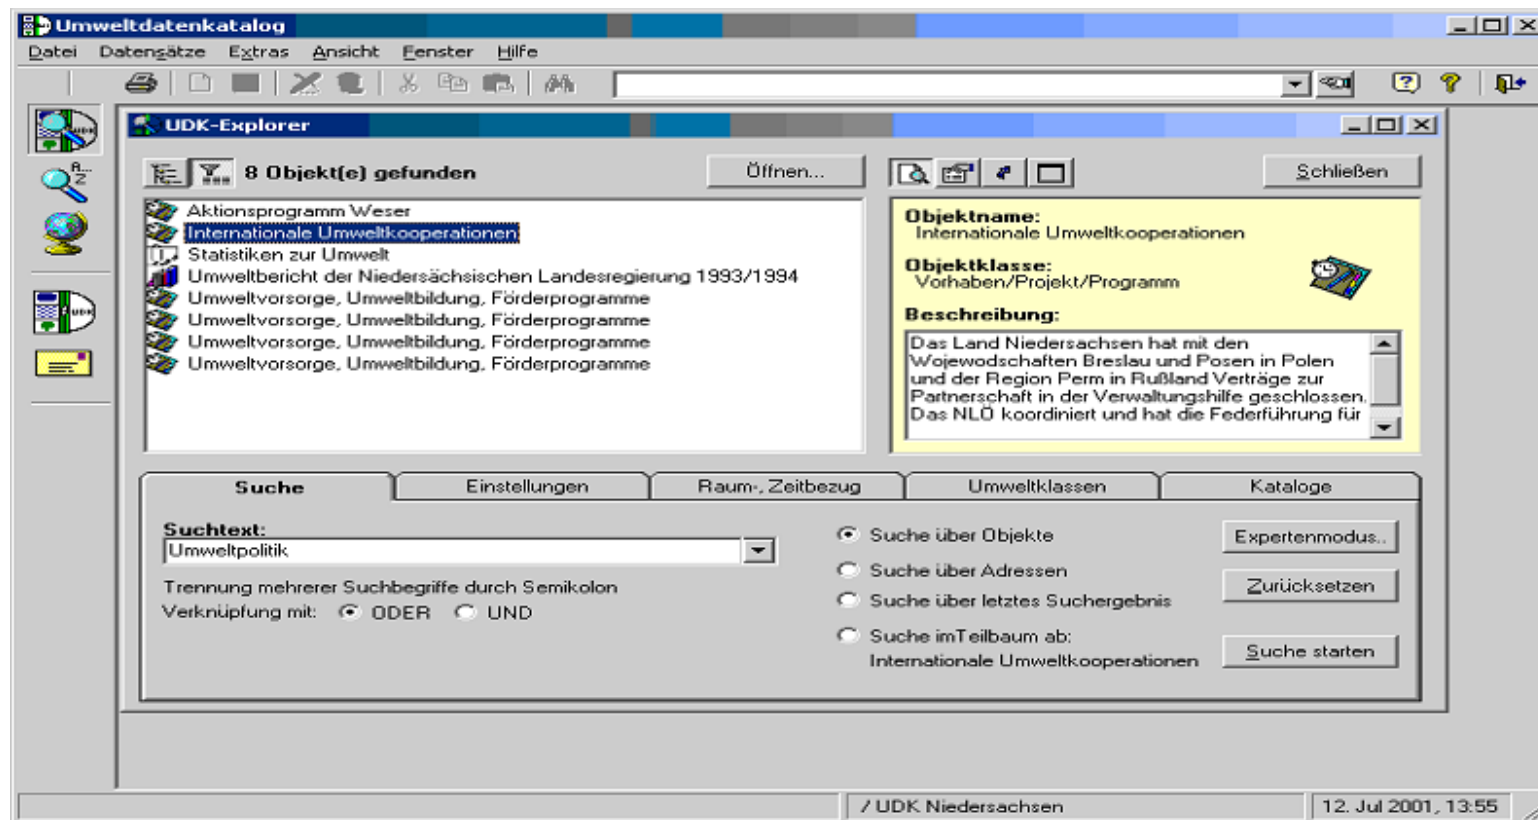 Umweltdatenkatalog
Datei Datensätze Extras Ansicht Fenster Hilfe
UDK-Explorer
8 Objekt(e) gefunden
Öffnen...
Schließen
Aktionsprogramm Weser
Internationale Umweltkooperationen
Statistiken zur Umwelt
Umweltbericht der Niedersächsischen Landesregierung 1993/1994
Umweltvorsorge, Umweltbildung, Förderprogramme
Umweltvorsorge, Umweltbildung, Förderprogramme
Umweltvorsorge, Umweltbildung, Förderprogramme
Umweltvorsorge, Umweltbildung, Förderprogramme
Objektname:
Internationale Umweltkooperationen
Objektklasse:
Vorhaben/Projekt/Programm
Beschreibung:
Das Land Niedersachsen hat mit den
Wojewodschaften Breslau und Posen in Polen
und der Region Perm in Rußland Verträge zur
Partnerschaft in der Verwaltungshilfe geschlossen.
Das NLÖ koordiniert und hat die Federführung für
Suche Einstellungen Raum-, Zeitbezug Umweltklassen Kataloge
Suchtext:
Umweltpolitik
Trennung mehrerer Suchbegriffe durch Semikolon
Verknüpfung mit: ODER UND
Suche über Objekte
Suche über Adressen
Suche über letztes Suchergebnis
Suche imTeilbaum ab:
Internationale Umweltkooperationen
Expertenmodus..
Zurücksetzen
Suche starten
/ UDK Niedersachsen
12. Jul 2001, 13:55